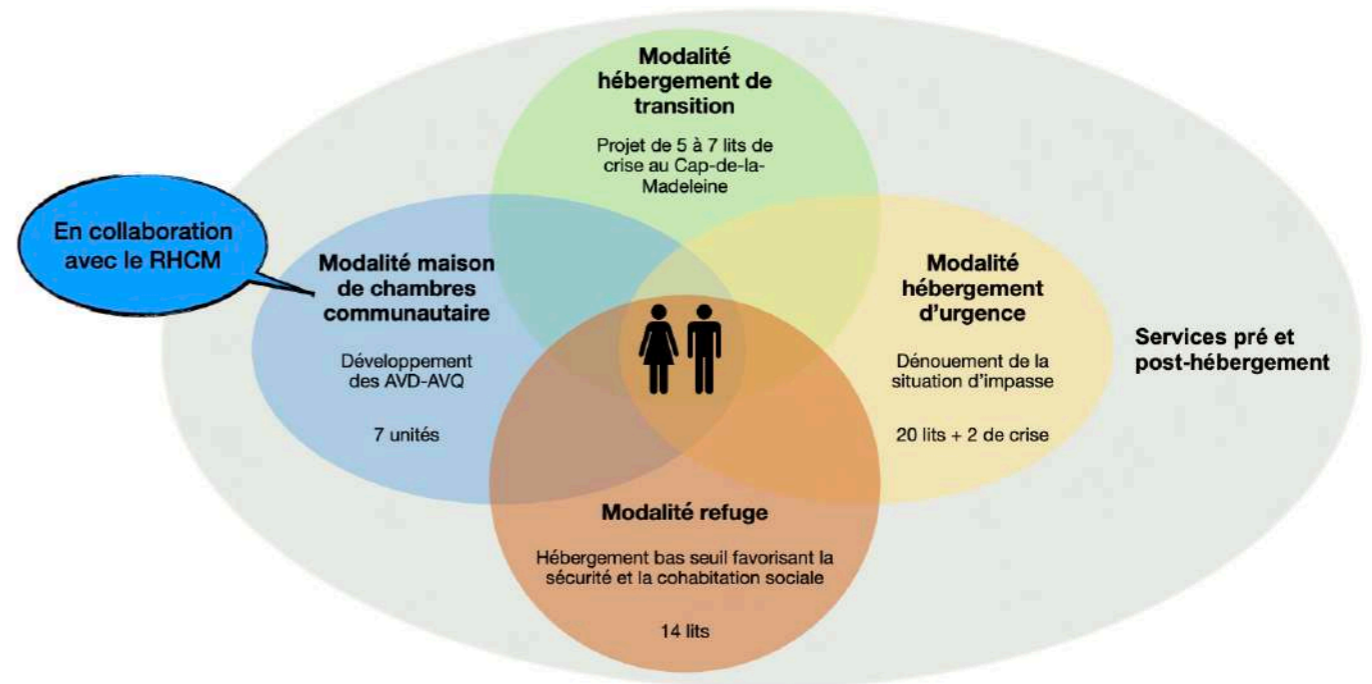 Modalité
hébergement de
transition
Projet de 5 à 7 lits de
crise au Cap-de-la-
Madeleine
En collaboration
avec le RHCM
Modalité maison
de chambres
communautaire
Développement
des AVD-AVQ
7 unités
Modalité
hébergement
d'urgence
Dénouement de la
situation d'impasse
20 lits + 2 de crise
Services pré et
post-hébergement
Modalité refuge
Hébergement bas seuil favorisant la
sécurité et la cohabitation sociale
14 lits